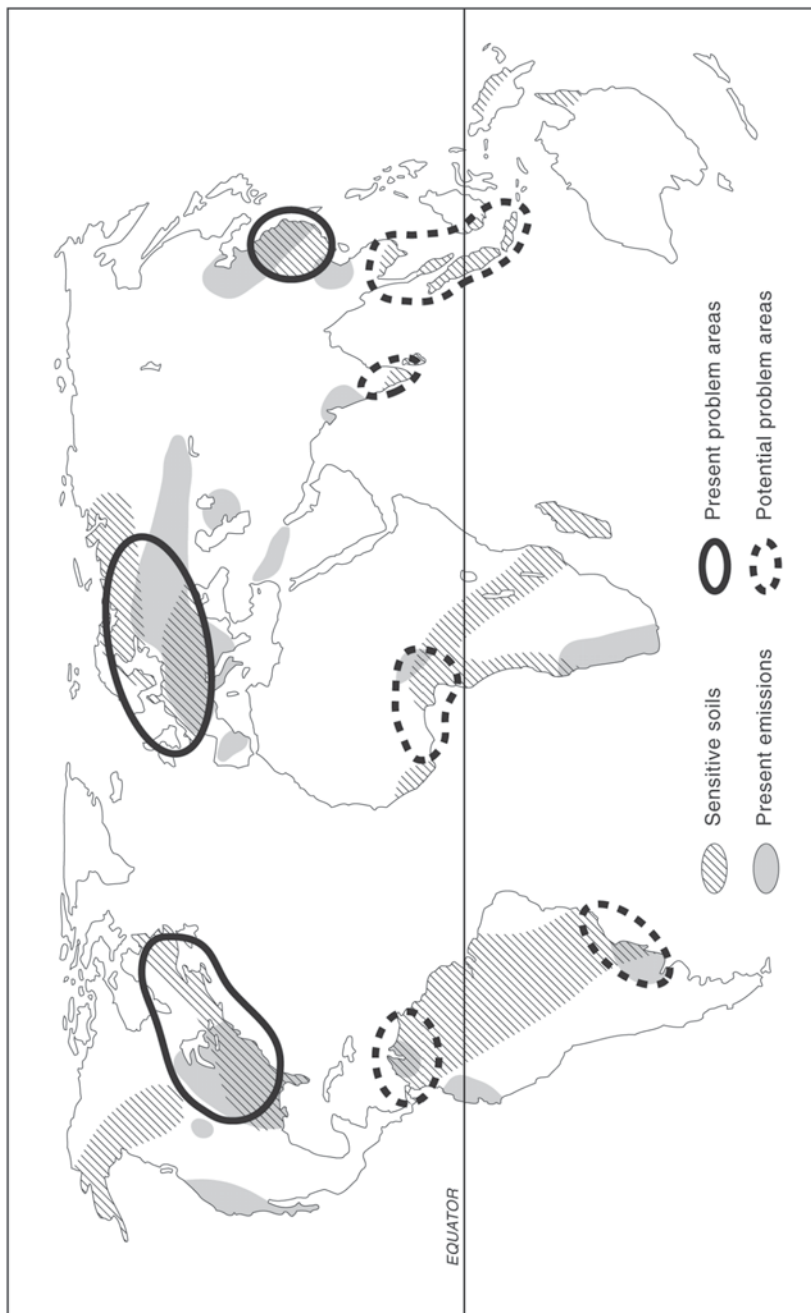 EQUATOR
Sensitive soils
Present emissions
Present problem areas
Potential problem areas